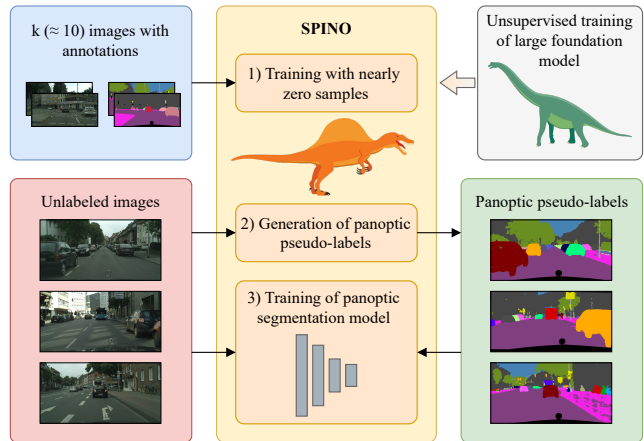 k (≈ 10) images with
annotations
SPINO
1) Training with nearly
zero samples
Unsupervised training
of large foundation
model
Unlabeled images
2) Generation of panoptic
pseudo-labels
Panoptic pseudo-labels
3) Training of panoptic
segmentation model